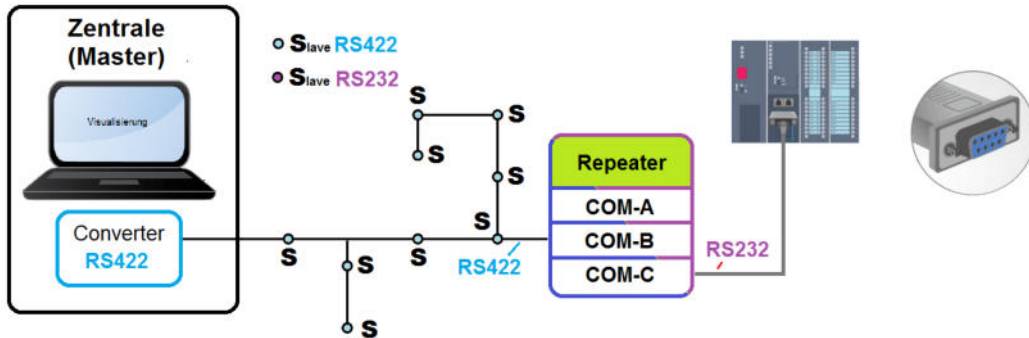 Zentrale
(Master)
Visualisierung
Converter
RS422
Slave RS422
Slave RS232
S
S
S
S
S
S
S
S
S
RS422
Repeater
COM-A
COM-B
COM-C
RS232